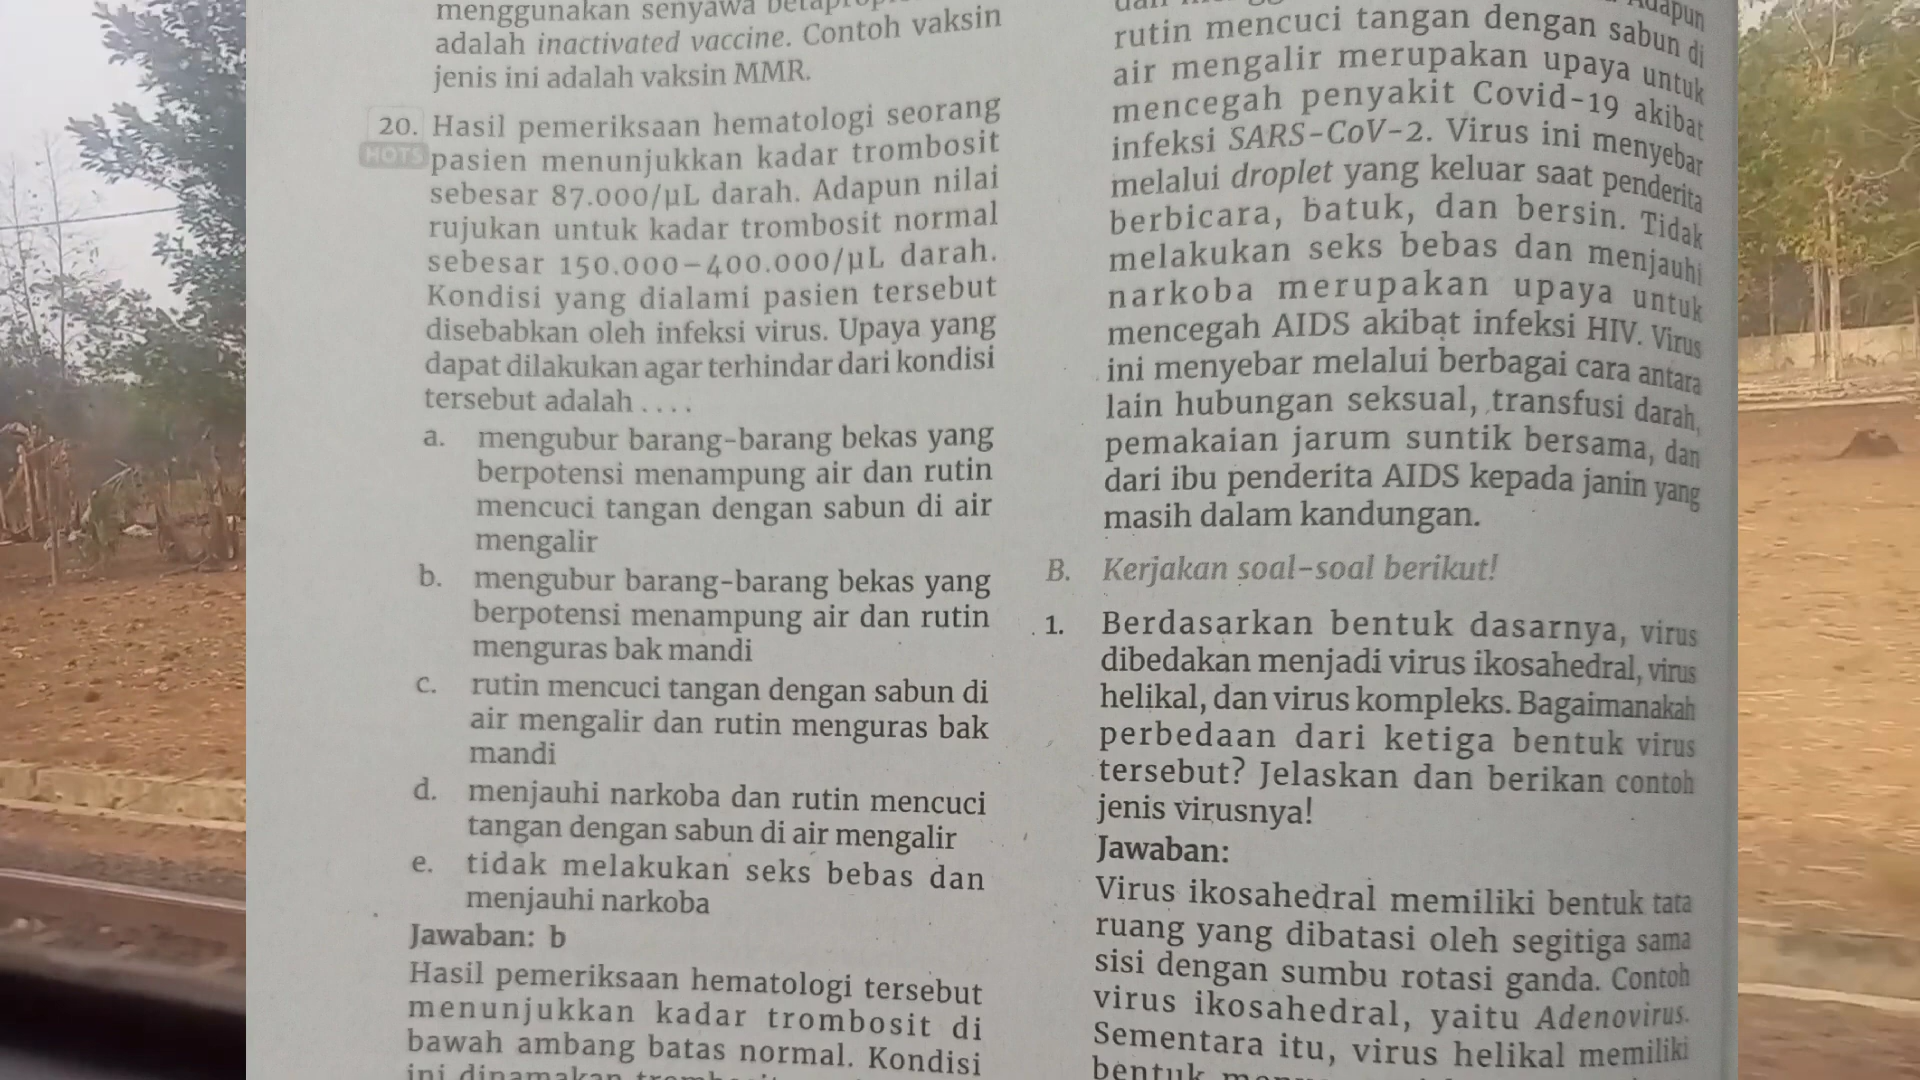 menggunakan senyawa
adalah inactivated vaccine. Contoh vaksin
jenis ini adalah vaksin MMR.
20. Hasil pemeriksaan hematologi seorang
HOTS pasien menunjukkan kadar trombosit
sebesar 87.000/µL darah. Adapun nilai
rujukan untuk kadar trombosit normal
sebesar 150.000–400.000/µL darah.
Kondisi yang dialami pasien tersebut
disebabkan oleh infeksi virus. Upaya yang
dapat dilakukan agar terhindar dari kondisi
tersebut adalah . . . .
a. mengubur barang-barang bekas yang
berpotensi menampung air dan rutin
mencuci tangan dengan sabun di air
mengalir
b. mengubur barang-barang bekas yang
berpotensi menampung air dan rutin
menguras bak mandi
c. rutin mencuci tangan dengan sabun di
air mengalir dan rutin menguras bak
mandi
d. menjauhi narkoba dan rutin mencuci
tangan dengan sabun di air mengalir
e. tidak melakukan seks bebas dan
menjauhi narkoba
Jawaban: b
Hasil pemeriksaan hematologi tersebut
menunjukkan kadar trombosit di
bawah ambang batas normal. Kondisi
ini dinamakan
Adapun
rutin mencuci tangan dengan sabun di
air mengalir merupakan upaya untuk
mencegah penyakit Covid-19 akibat
infeksi SARS-CoV-2. Virus ini menyebar
melalui droplet yang keluar saat penderita
berbicara, batuk, dan bersin. Tidak
melakukan seks bebas dan menjauhi
narkoba merupakan upaya untuk
mencegah AIDS akibat infeksi HIV. Virus
ini menyebar melalui berbagai cara antara
lain hubungan seksual, transfusi darah,
pemakaian jarum suntik bersama, dan
dari ibu penderita AIDS kepada janin yang
masih dalam kandungan.
B. Kerjakan soal-soal berikut!
1. Berdasarkan bentuk dasarnya, virus
dibedakan menjadi virus ikosahedral, virus
helikal, dan virus kompleks. Bagaimanakah
perbedaan dari ketiga bentuk virus
tersebut? Jelaskan dan berikan contoh
jenis virusnya!
Jawaban:
Virus ikosahedral memiliki bentuk tata
ruang yang dibatasi oleh segitiga sama
sisi dengan sumbu rotasi ganda. Contoh
virus ikosahedral, yaitu Adenovirus.
Sementara itu, virus helikal memiliki
bentuk